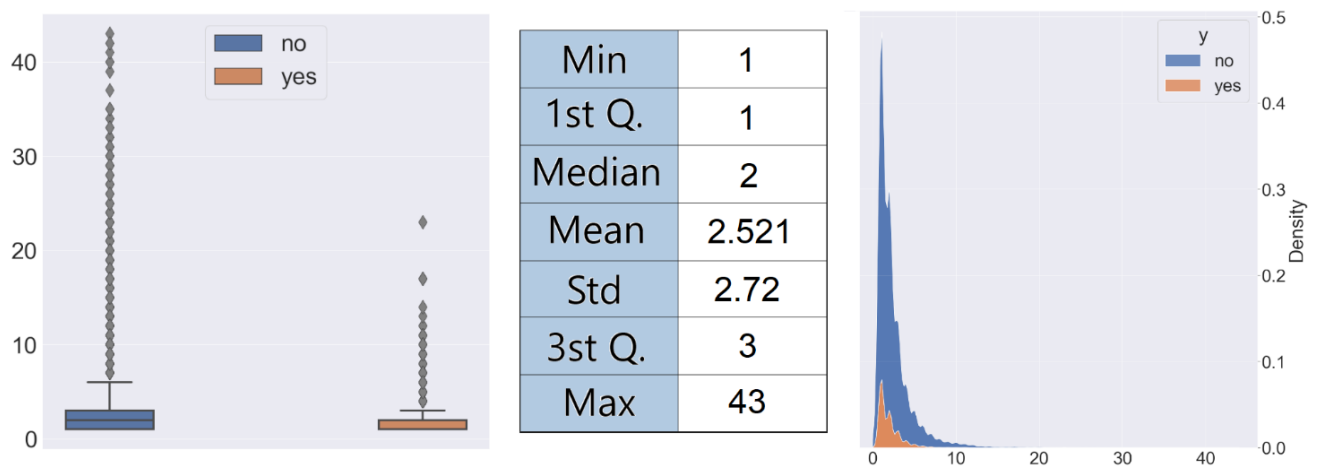 40
30
20
10
0
no
yes
Min 1
1st Q. 1
Median 2
Mean 2.521
Std 2.72
3st Q. 3
Max 43
y
no
yes
0.5
0.4
0.3
0.2
0.1
0.0
Density
0 10 20 30 40